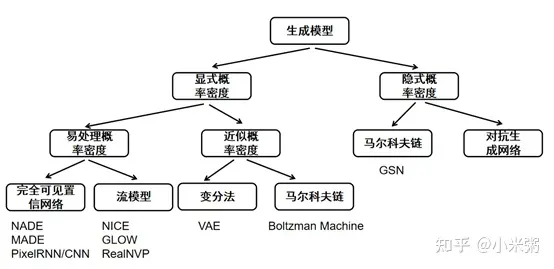 生成模型
显式概
率密度
隐式概
率密度
易处理概
率密度
近似概
率密度
马尔科夫链
GSN
对抗生
成网络
完全可见置
信网络
流模型
变分法
马尔科夫链
NADE
MADE
PixelRNN/CNN
NICE
GLOW
RealNVP
VAE
Boltzman Machine
知乎 @小米粥